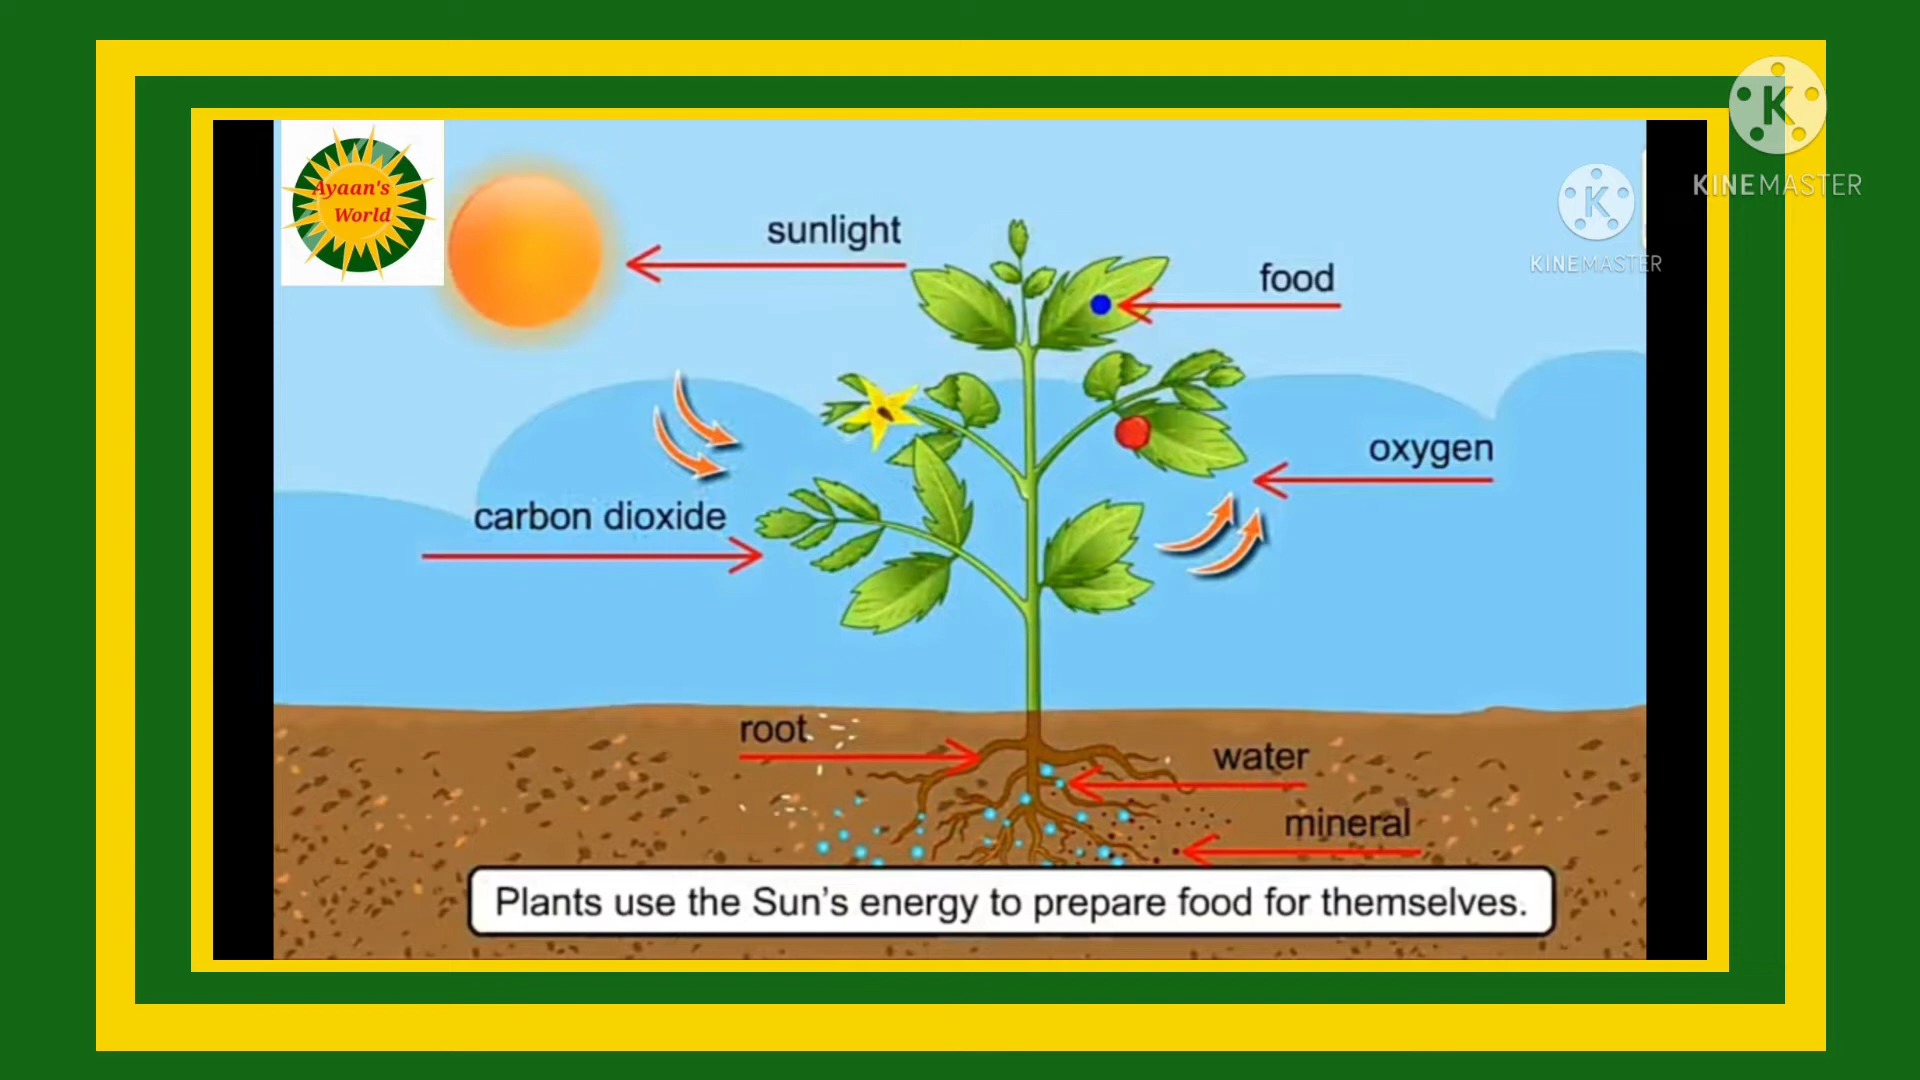 Ayaan's
World
sunlight
food
K
KINEMASTER
K
KINEMASTER
oxygen
carbon dioxide
root
water
mineral
Plants use the Sun's energy to prepare food for themselves.